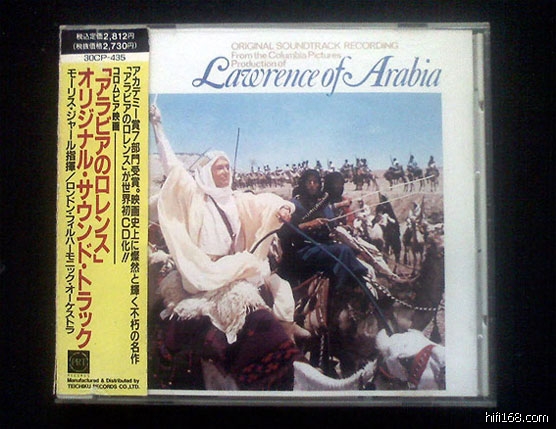 税込定価2,812円
(税抜価格2,730円)
30CP-435
アカデミー賞7部門受賞。映画史上に燦然と輝く不朽の名作
「アラビアのロレンス」が世界初CD化!!
コロムビア映画
「アラビアのロレンス」
オリジナル・サウンド・トラック
モーリス・ジャール指揮/ロンドン・フィルハーモニック・オーケストラ
PRT
Manufactured & Distributed by
TEICHIKU RECORDS CO.,LTD.
ORIGINAL SOUNDTRACK RECORDING
From the Columbia Pictures
Production of
Lawrence of Arabia
hifi168.com